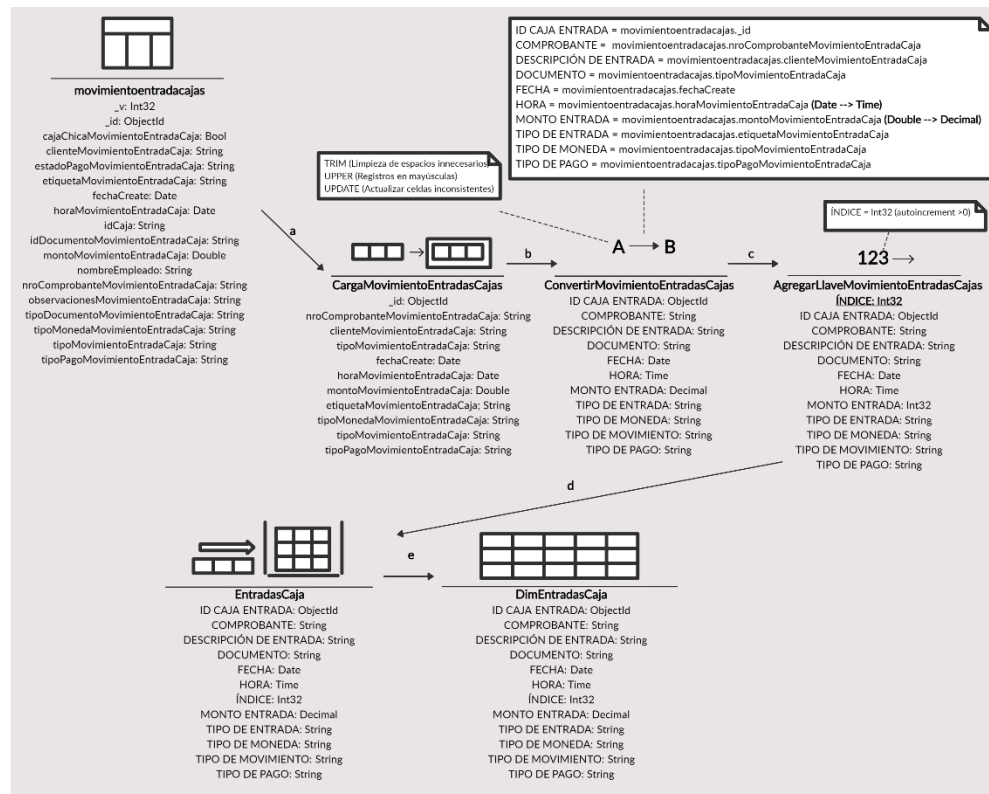 movimientoentradacajas
_v: Int32
_id: ObjectId
cajaChicaMovimientoEntradaCaja: Bool
clienteMovimientoEntradaCaja: String
estadoPagoMovimientoEntradaCaja: String
etiquetaMovimientoEntradaCaja: String
fechaCreate: Date
horaMovimientoEntradaCaja: Date
idCaja: String
idDocumentoMovimientoEntradaCaja: String
montoMovimientoEntradaCaja: Double
nombreEmpleado: String
nroComprobanteMovimientoEntradaCaja: String
observacionesMovimientoEntradaCaja: String
tipoDocumentoMovimientoEntradaCaja: String
tipoMonedaMovimientoEntradaCaja: String
tipoMovimientoEntradaCaja: String
tipoPagoMovimientoEntradaCaja: String
ID CAJA ENTRADA = movimientoentradacajas._id
COMPROBANTE = movimientoentradacajas.nroComprobanteMovimientoEntradaCaja
DESCRIPCIÓN DE ENTRADA = movimientoentradacajas.clienteMovimientoEntradaCaja
DOCUMENTO = movimientoentradacajas.tipoMovimientoEntradaCaja
FECHA = movimientoentradacajas.fechaCreate
HORA = movimientoentradacajas.horaMovimientoEntradaCaja (Date --> Time)
MONTO ENTRADA = movimientoentradacajas.montoMovimientoEntradaCaja (Double --> Decimal)
TIPO DE ENTRADA = movimientoentradacajas.etiquetaMovimientoEntradaCaja
TIPO DE MONEDA = movimientoentradacajas.tipoMovimientoEntradaCaja
TIPO DE PAGO = movimientoentradacajas.tipoPagoMovimientoEntradaCaja
TRIM (Limpieza de espacios innecesarios)
UPPER (Registros en mayúsculas)
UPDATE (Actualizar celdas inconsistentes)
ÍNDICE = Int32 (autoincrement >0)
a
CargaMovimientoEntradasCajas
_id: ObjectId
nroComprobanteMovimientoEntradaCaja: String
clienteMovimientoEntradaCaja: String
tipoMovimientoEntradaCaja: String
fechaCreate: Date
horaMovimientoEntradaCaja: Date
montoMovimientoEntradaCaja: Double
etiquetaMovimientoEntradaCaja; String
tipoMonedaMovimientoEntradaCaja: String
tipoMovimientoEntradaCaja: String
tipoPagoMovimientoEntradaCaja: String
b
A B
ConvertirMovimientoEntradasCajas
ID CAJA ENTRADA: ObjectId
COMPROBANTE: String
DESCRIPCIÓN DE ENTRADA: String
DOCUMENTO: String
FECHA: Date
HORA: Time
MONTO ENTRADA: Decimal
TIPO DE ENTRADA: String
TIPO DE MONEDA: String
TIPO DE MOVIMIENTO: String
TIPO DE PAGO: String
c
123
AgregarLlaveMovimientoEntradasCajas
ÍNDICE: Int32
ID CAJA ENTRADA: ObjectId
COMPROBANTE: String
DESCRIPCIÓN DE ENTRADA: String
DOCUMENTO: String
FECHA: Date
HORA: Time
MONTO ENTRADA: Int32
TIPO DE ENTRADA: String
TIPO DE MONEDA: String
TIPO DE MOVIMIENTO: String
TIPO DE PAGO: String
d
EntradasCaja
ID CAJA ENTRADA: ObjectId
COMPROBANTE: String
DESCRIPCIÓN DE ENTRADA: String
DOCUMENTO: String
FECHA: Date
HORA: Time
ÍNDICE: Int32
MONTO ENTRADA: Decimal
TIPO DE ENTRADA: String
TIPO DE MONEDA: String
TIPO DE MOVIMIENTO: String
TIPO DE PAGO: String
e
DimEntradasCaja
ID CAJA ENTRADA: ObjectId
COMPROBANTE: String
DESCRIPCIÓN DE ENTRADA: String
DOCUMENTO: String
FECHA: Date
HORA: Time
ÍNDICE: Int32
MONTO ENTRADA: Decimal
TIPO DE ENTRADA: String
TIPO DE MONEDA: String
TIPO DE MOVIMIENTO: String
TIPO DE PAGO: String